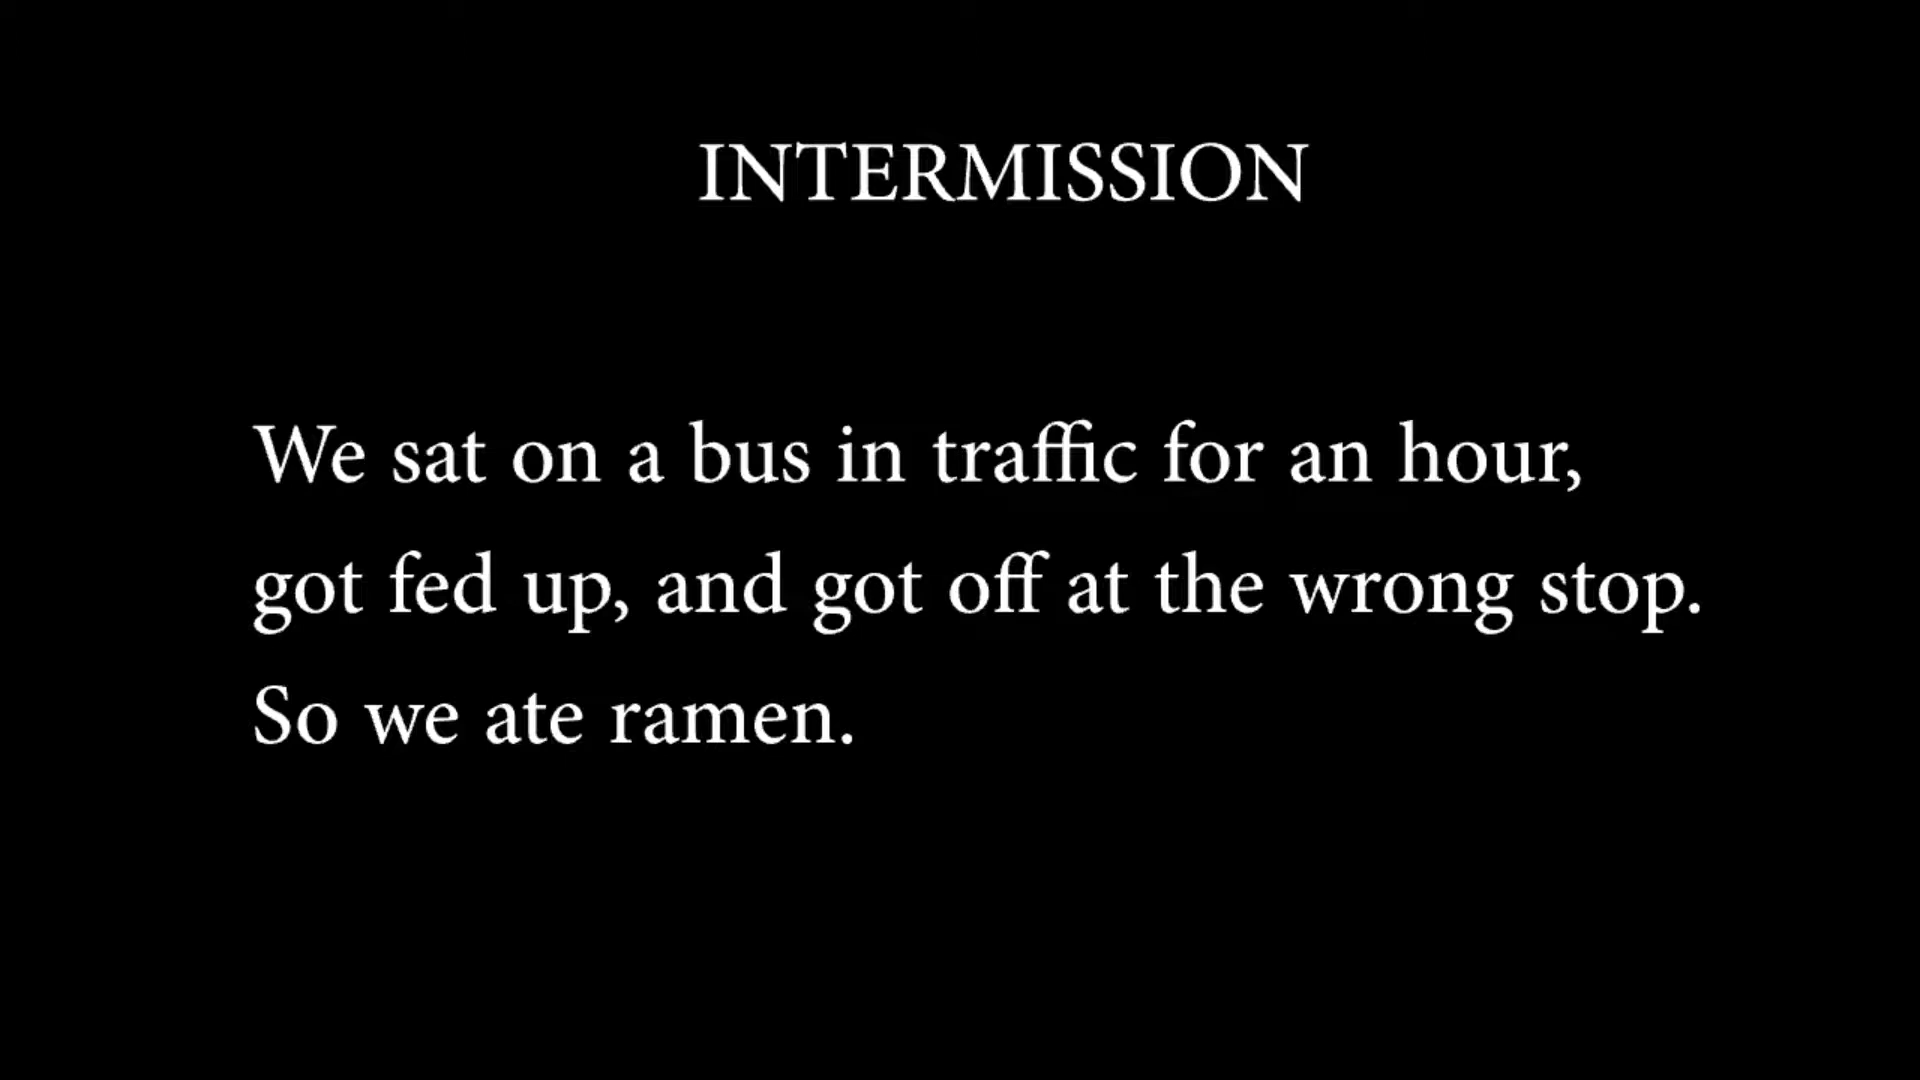 INTERMISSION
We sat on a bus in traffic for an hour,
got fed up, and got off at the wrong stop.
So we ate ramen.